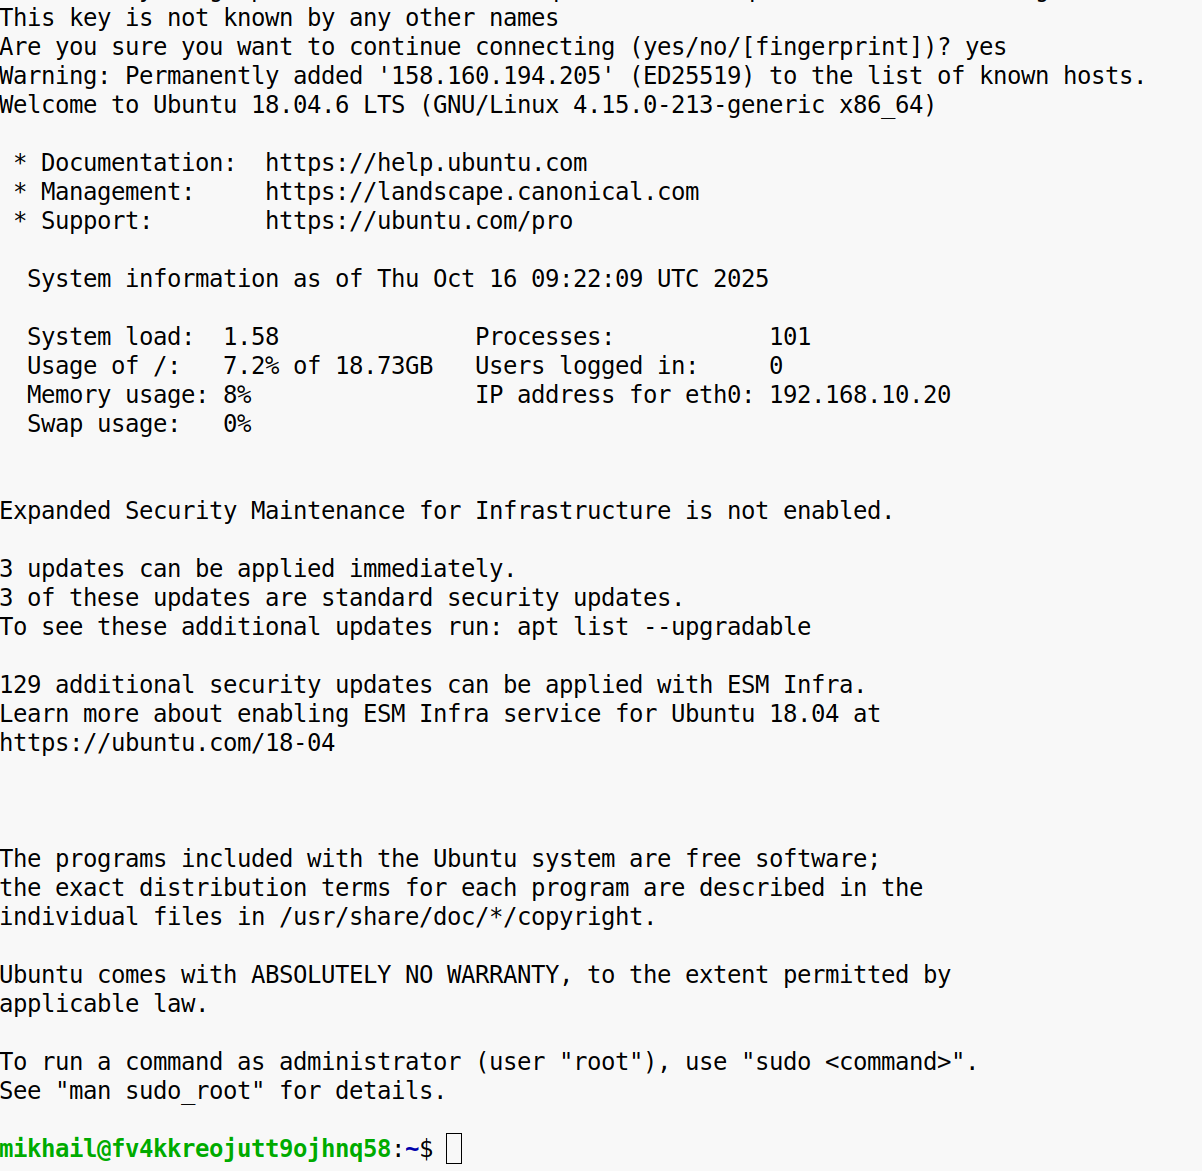 This key is not known by any other names
Are you sure you want to continue connecting (yes/no/[fingerprint])? yes
Warning: Permanently added '158.160.194.205' (ED25519) to the list of known hosts.
Welcome to Ubuntu 18.04.6 LTS (GNU/Linux 4.15.0-213-generic x86_64)

 * Documentation:  https://help.ubuntu.com
 * Management:     https://landscape.canonical.com
 * Support:        https://ubuntu.com/pro

  System information as of Thu Oct 16 09:22:09 UTC 2025

  System load:  1.58              Processes:           101
  Usage of /:   7.2% of 18.73GB   Users logged in:     0
  Memory usage: 8%                IP address for eth0: 192.168.10.20
  Swap usage:   0%


Expanded Security Maintenance for Infrastructure is not enabled.

3 updates can be applied immediately.
3 of these updates are standard security updates.
To see these additional updates run: apt list --upgradable

129 additional security updates can be applied with ESM Infra.
Learn more about enabling ESM Infra service for Ubuntu 18.04 at
https://ubuntu.com/18-04



The programs included with the Ubuntu system are free software;
the exact distribution terms for each program are described in the
individual files in /usr/share/doc/*/copyright.

Ubuntu comes with ABSOLUTELY NO WARRANTY, to the extent permitted by
applicable law.

To run a command as administrator (user "root"), use "sudo <command>".
See "man sudo_root" for details.

mikhail@fv4kkreojutt9ojhnq58:~$